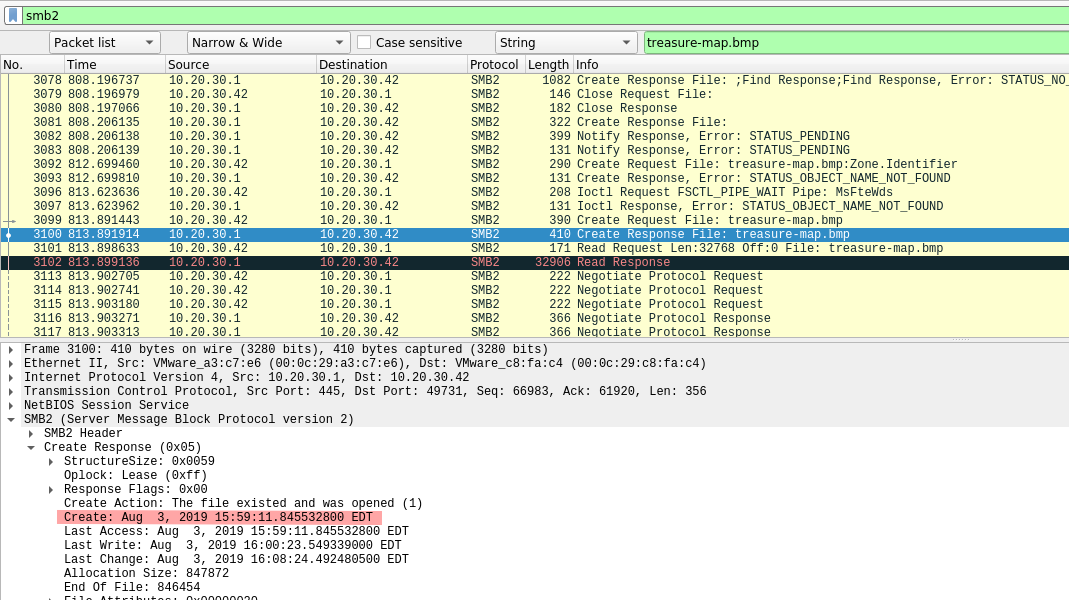 smb2
Packet list Narrow & Wide Case sensitive String treasure-map.bmp
No. Time Source Destination Protocol Length Info
3078 808.196737 10.20.30.1 10.20.30.42 SMB2 1082 Create Response File: ;Find Response;Find Response, Error: STATUS_NO_
3079 808.196979 10.20.30.42 10.20.30.1 SMB2 146 Close Request File:
3080 808.197066 10.20.30.1 10.20.30.42 SMB2 182 Close Response
3081 808.206135 10.20.30.1 10.20.30.42 SMB2 322 Create Response File:
3082 808.206138 10.20.30.1 10.20.30.42 SMB2 399 Notify Response, Error: STATUS_PENDING
3083 808.206139 10.20.30.1 10.20.30.42 SMB2 131 Notify Response, Error: STATUS_PENDING
3092 812.699460 10.20.30.42 10.20.30.1 SMB2 290 Create Request File: treasure-map.bmp:Zone.Identifier
3093 812.699810 10.20.30.1 10.20.30.42 SMB2 131 Create Response, Error: STATUS_OBJECT_NAME_NOT_FOUND
3096 813.623636 10.20.30.42 10.20.30.1 SMB2 208 Ioctl Request FSCTL_PIPE_WAIT Pipe: MsFteWds
3097 813.623962 10.20.30.1 10.20.30.42 SMB2 131 Ioctl Response, Error: STATUS_OBJECT_NAME_NOT_FOUND
3099 813.891443 10.20.30.42 10.20.30.1 SMB2 390 Create Request File: treasure-map.bmp
3100 813.891914 10.20.30.1 10.20.30.42 SMB2 410 Create Response File: treasure-map.bmp
3101 813.898633 10.20.30.42 10.20.30.1 SMB2 171 Read Request Len:32768 Off:0 File: treasure-map.bmp
3102 813.899136 10.20.30.1 10.20.30.42 SMB2 32906 Read Response
3113 813.902705 10.20.30.42 10.20.30.1 SMB2 222 Negotiate Protocol Request
3114 813.902741 10.20.30.42 10.20.30.1 SMB2 222 Negotiate Protocol Request
3115 813.903180 10.20.30.42 10.20.30.1 SMB2 222 Negotiate Protocol Request
3116 813.903271 10.20.30.1 10.20.30.42 SMB2 366 Negotiate Protocol Response
3117 813.903313 10.20.30.1 10.20.30.42 SMB2 366 Negotiate Protocol Response
Frame 3100: 410 bytes on wire (3280 bits), 410 bytes captured (3280 bits)
Ethernet II, Src: VMware_a3:c7:e6 (00:0c:29:a3:c7:e6), Dst: VMware_c8:fa:c4 (00:0c:29:c8:fa:c4)
Internet Protocol Version 4, Src: 10.20.30.1, Dst: 10.20.30.42
Transmission Control Protocol, Src Port: 445, Dst Port: 49731, Seq: 66983, Ack: 61920, Len: 356
NetBIOS Session Service
SMB2 (Server Message Block Protocol version 2)
SMB2 Header
Create Response (0x05)
StructureSize: 0x0059
Oplock: Lease (0xff)
Response Flags: 0x00
Create Action: The file existed and was opened (1)
Create: Aug 3, 2019 15:59:11.845532800 EDT
Last Access: Aug 3, 2019 15:59:11.845532800 EDT
Last Write: Aug 3, 2019 16:00:23.549339000 EDT
Last Change: Aug 3, 2019 16:08:24.492480500 EDT
Allocation Size: 847872
End Of File: 846454